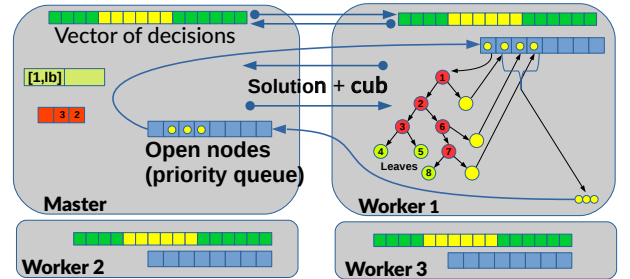 Vector of decisions
[1,lb]
3 2
Open nodes
(priority queue)
Master
Solution + cub
1
2
3 6
4 5 7
Leaves
8
Worker 1
Worker 2
Worker 3